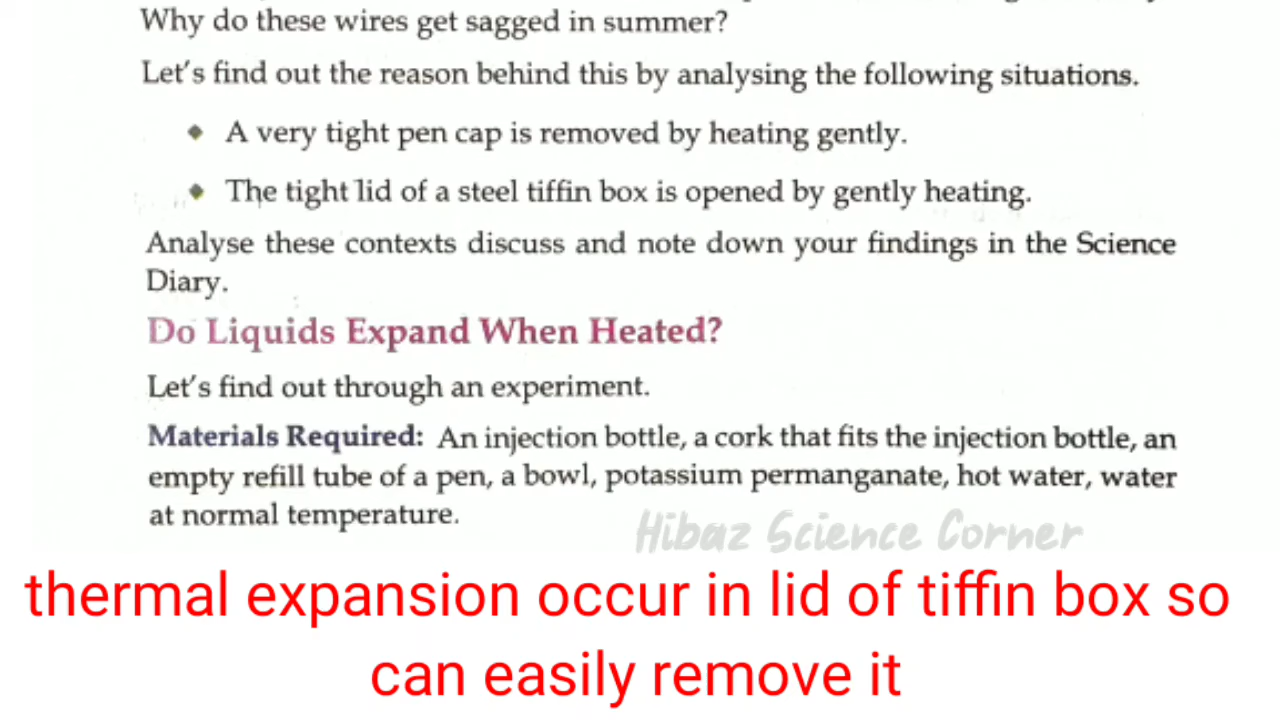 Why do these wires get sagged in summer?
Let's find out the reason behind this by analysing the following situations.
◆ A very tight pen cap is removed by heating gently.
◆ The tight lid of a steel tiffin box is opened by gently heating.
Analyse these contexts discuss and note down your findings in the Science
Diary.
Do Liquids Expand When Heated?
Let's find out through an experiment.
Materials Required: An injection bottle, a cork that fits the injection bottle, an
empty refill tube of a pen, a bowl, potassium permanganate, hot water, water
at normal temperature.
Hibaz Science Corner
thermal expansion occur in lid of tiffin box so
can easily remove it